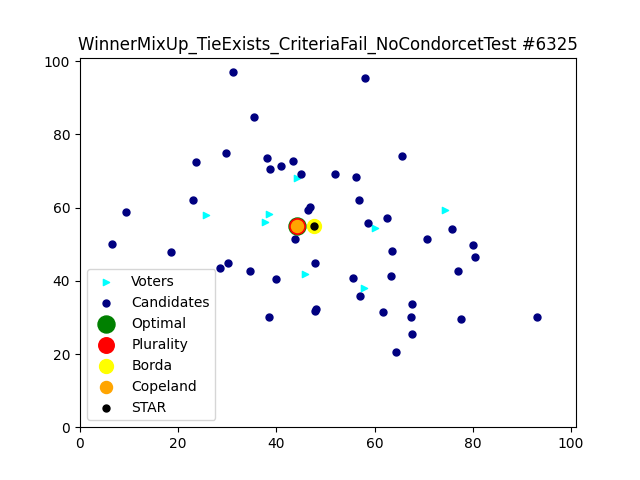 WinnerMixUp_TieExists_CriteriaFail_NoCondorcetTest #6325
100
80
60
40
20
0
Voters
Candidates
Optimal
Plurality
Borda
Copeland
STAR
0 20 40 60 80 100